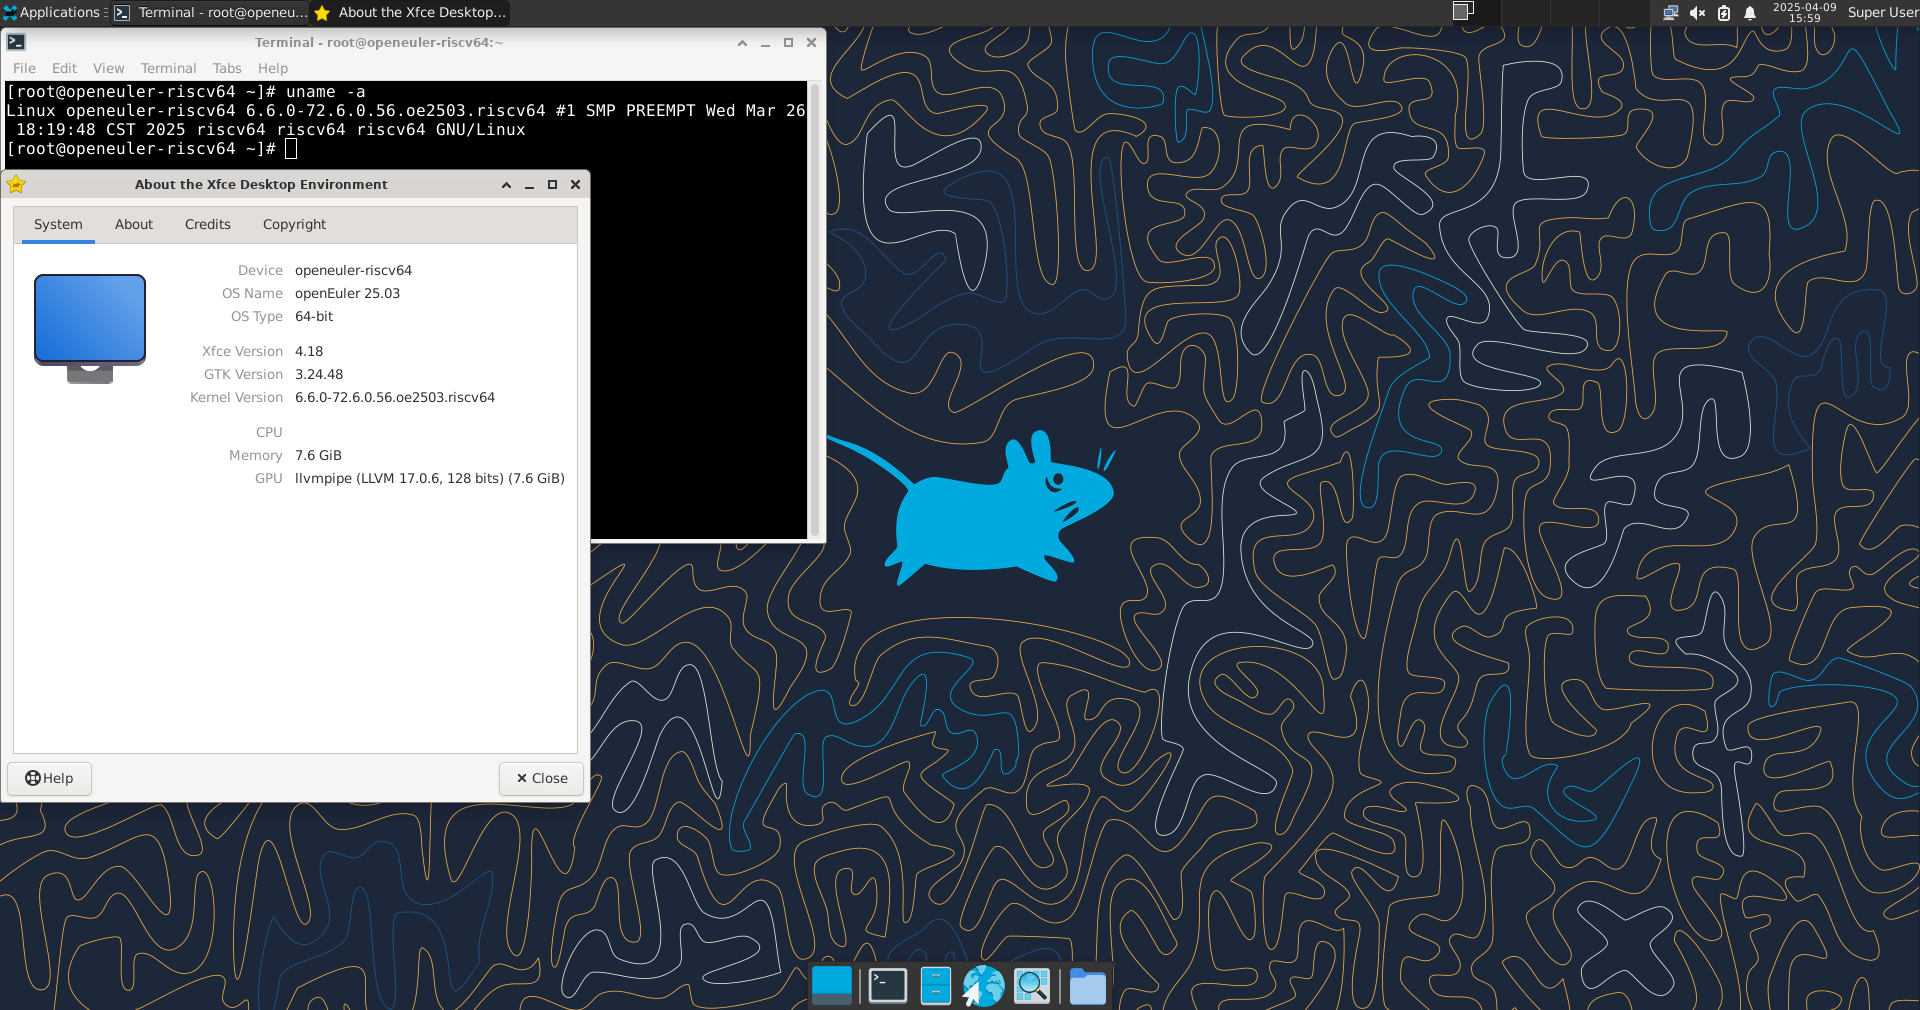 Applications
Terminal - root@openeu...
About the Xfce Desktop...
2025-04-09
15:59
Super User
Terminal - root@openeuler-riscv64:~
File Edit View Terminal Tabs Help
[root@openeuler-riscv64 ~]# uname -a
Linux openeuler-riscv64 6.6.0-72.6.0.56.oe2503.riscv64 #1 SMP PREEMPT Wed Mar 26
18:19:48 CST 2025 riscv64 riscv64 riscv64 GNU/Linux
[root@openeuler-riscv64 ~]#
About the Xfce Desktop Environment
System About Credits Copyright
Device openeuler-riscv64
OS Name openEuler 25.03
OS Type 64-bit
Xfce Version 4.18
GTK Version 3.24.48
Kernel Version 6.6.0-72.6.0.56.oe2503.riscv64
CPU
Memory 7.6 GiB
GPU llvmpipe (LLVM 17.0.6, 128 bits) (7.6 GiB)
Help
Close